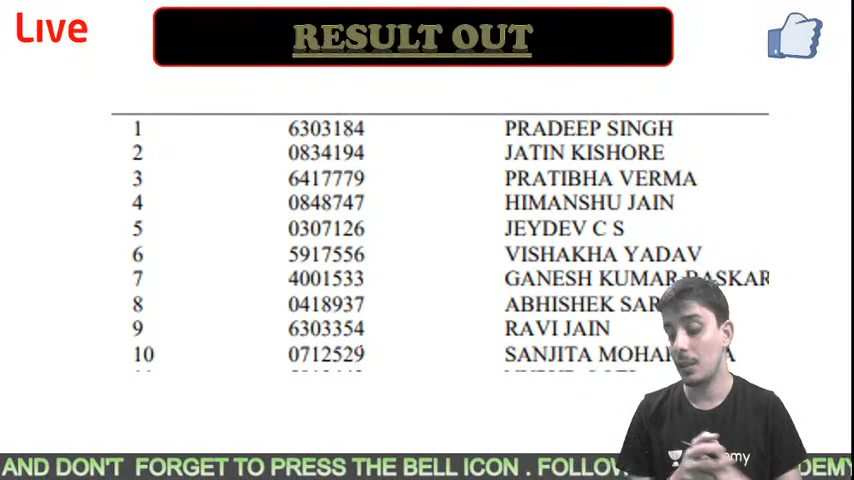 Live
RESULT OUT
1 6303184 PRADEEP SINGH
2 0834194 JATIN KISHORE
3 6417779 PRATIBHA VERMA
4 0848747 HIMANSHU JAIN
5 0307126 JEYDEV C S
6 5917556 VISHAKHA YADAV
7 4001533 GANESH KUMAR BASKAR
8 0418937 ABHISHEK
9 6303354 RAVI JAIN
10 0712529 SANJITA
AND DON'T FORGET TO PRESS THE BELL ICON . FOLLOW